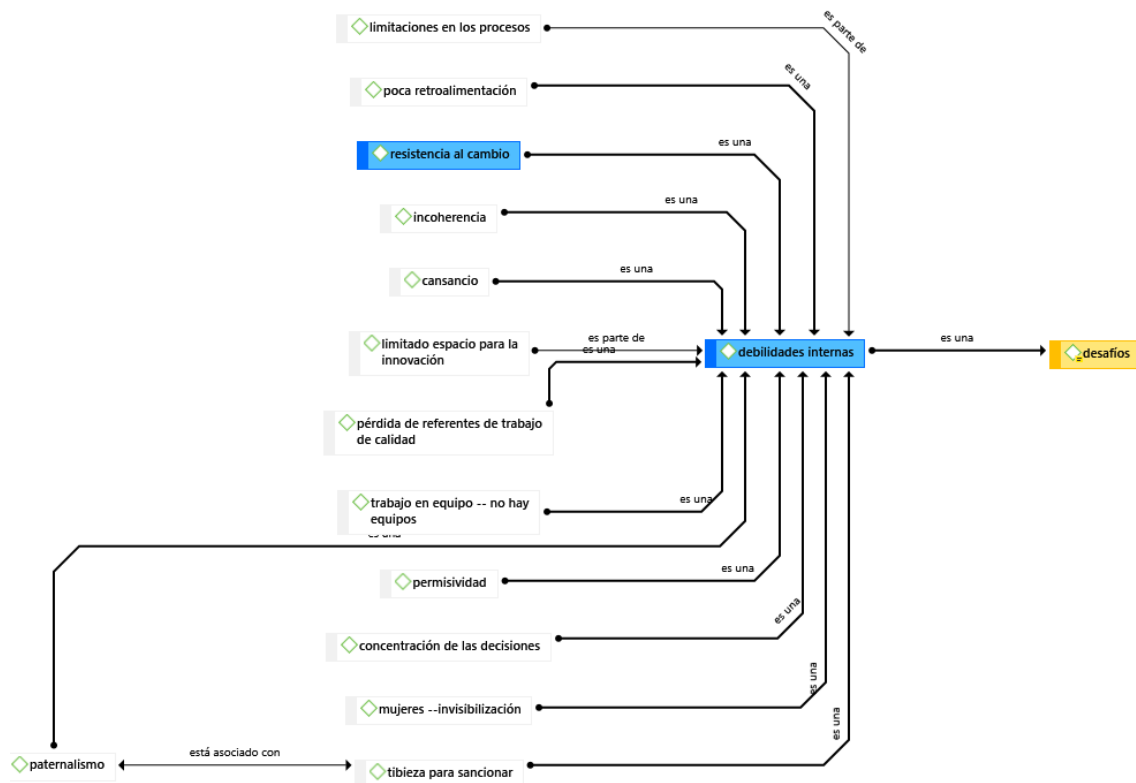 limitaciones en los procesos
es parte de
poca retroalimentación
es una
resistencia al cambio
es una
incoherencia
es una
cansancio
es una
limitado espacio para la
innovación
es parte de
es una
debilidades internas
es una
desafíos
pérdida de referentes de trabajo
de calidad
trabajo en equipo -- no hay
equipos
es una
es una
permisividad
es una
concentración de las decisiones
es una
mujeres --invisibilización
es una
es una
paternalismo
está asociado con
tibieza para sancionar